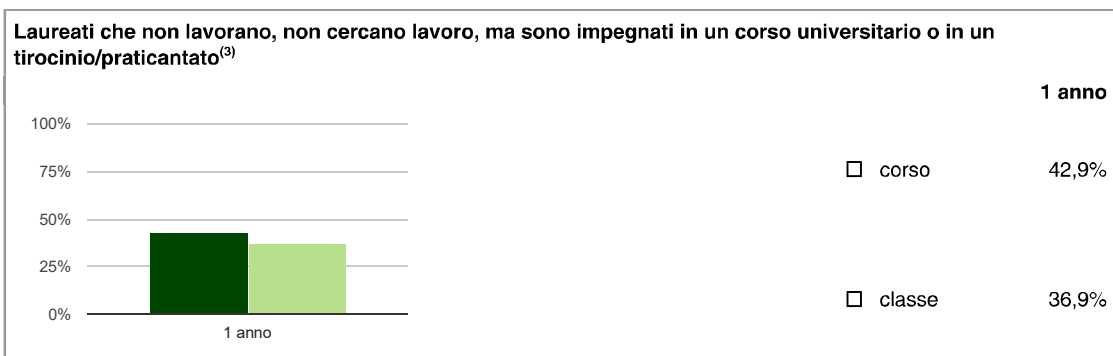 Laureati che non lavorano, non cercano lavoro, ma sono impegnati in un corso universitario o in un
tirocinio/praticantato(3)
1 anno
100%
75%
50%
25%
0%
1 anno
corso 42,9%
classe 36,9%